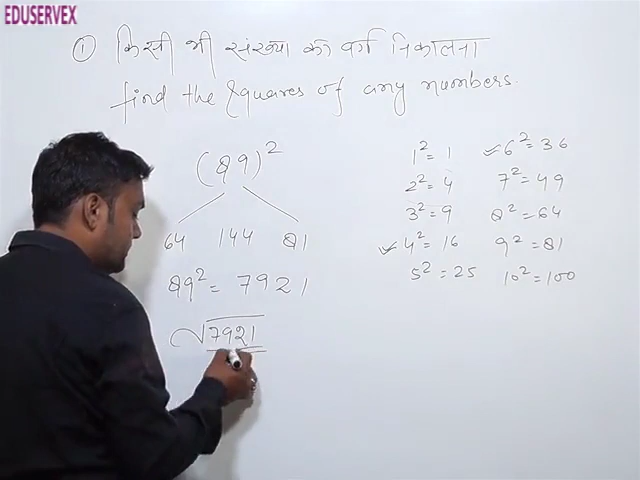 EDUSERVEX
① किसी भी संख्या का वर्ग निकालना
find the Squares of any numbers.
(89)²
64 144 81
89² = 7921
√7921
1² = 1
2² = 4
3² = 9
✓4² = 16
5² = 25
✓6² = 36
7² = 49
8² = 64
9² = 81
10² = 100